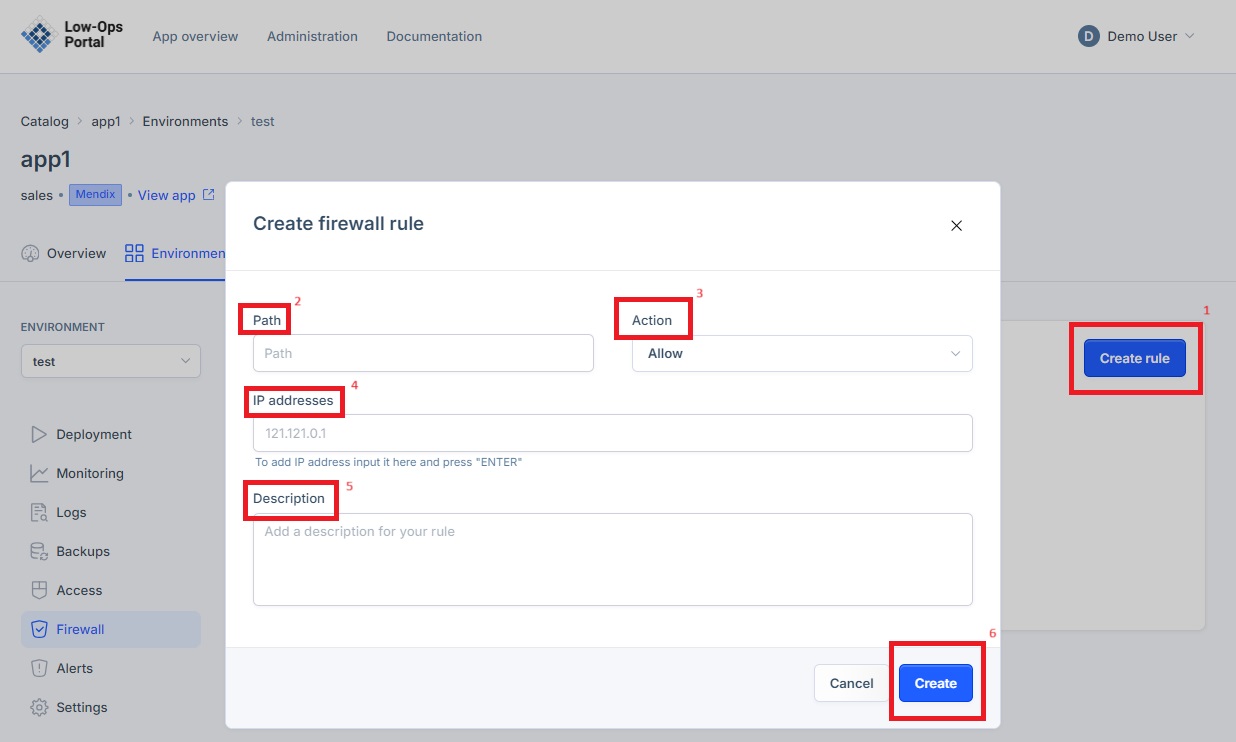 Low-Ops
Portal
App overview
Administration
Documentation
D
Demo User
Catalog > app1 > Environments > test
app1
sales • Mendix • View app
Overview
Environmen
ENVIRONMENT
test
Deployment
Monitoring
Logs
Backups
Access
Firewall
Alerts
Settings
1
Create rule
Create firewall rule
2
Path
Path
3
Action
Allow
4
IP addresses
121.121.0.1
To add IP address input it here and press "ENTER"
5
Description
Add a description for your rule
6
Cancel
Create